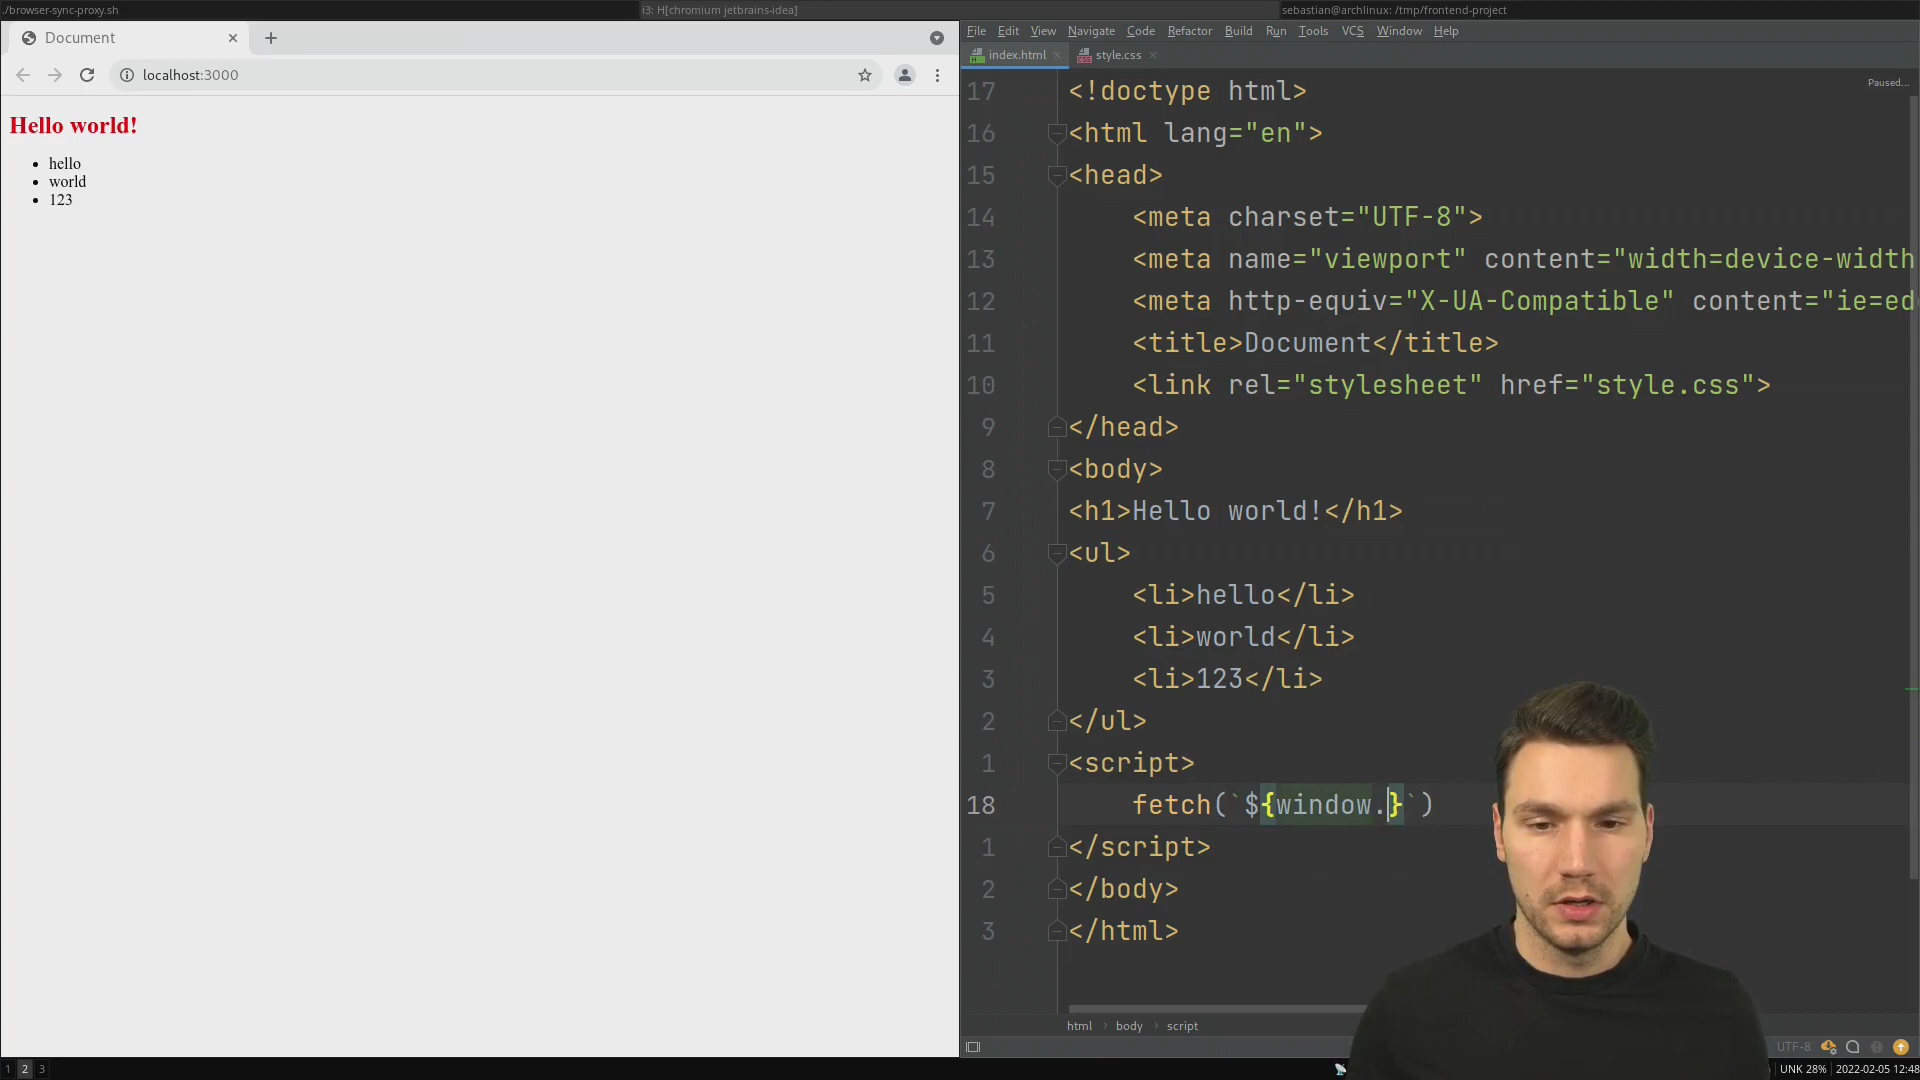 ./browser-sync-proxy.sh
i3: H[chromium jetbrains-idea]
sebastian@archlinux: /tmp/frontend-project
Document
localhost:3000
Hello world!
hello
world
123
File Edit View Navigate Code Refactor Build Run Tools VCS Window Help
index.html style.css
Paused...
17 <!doctype html>
16 <html lang="en">
15 <head>
14 <meta charset="UTF-8">
13 <meta name="viewport" content="width=device-width
12 <meta http-equiv="X-UA-Compatible" content="ie=ed
11 <title>Document</title>
10 <link rel="stylesheet" href="style.css">
9 </head>
8 <body>
7 <h1>Hello world!</h1>
6 <ul>
5 <li>hello</li>
4 <li>world</li>
3 <li>123</li>
2 </ul>
1 <script>
18 fetch(`${window.}`)
1 </script>
2 </body>
3 </html>
html › body › script
UTF-8
1 2 3
UNK 28% 2022-02-05 12:48